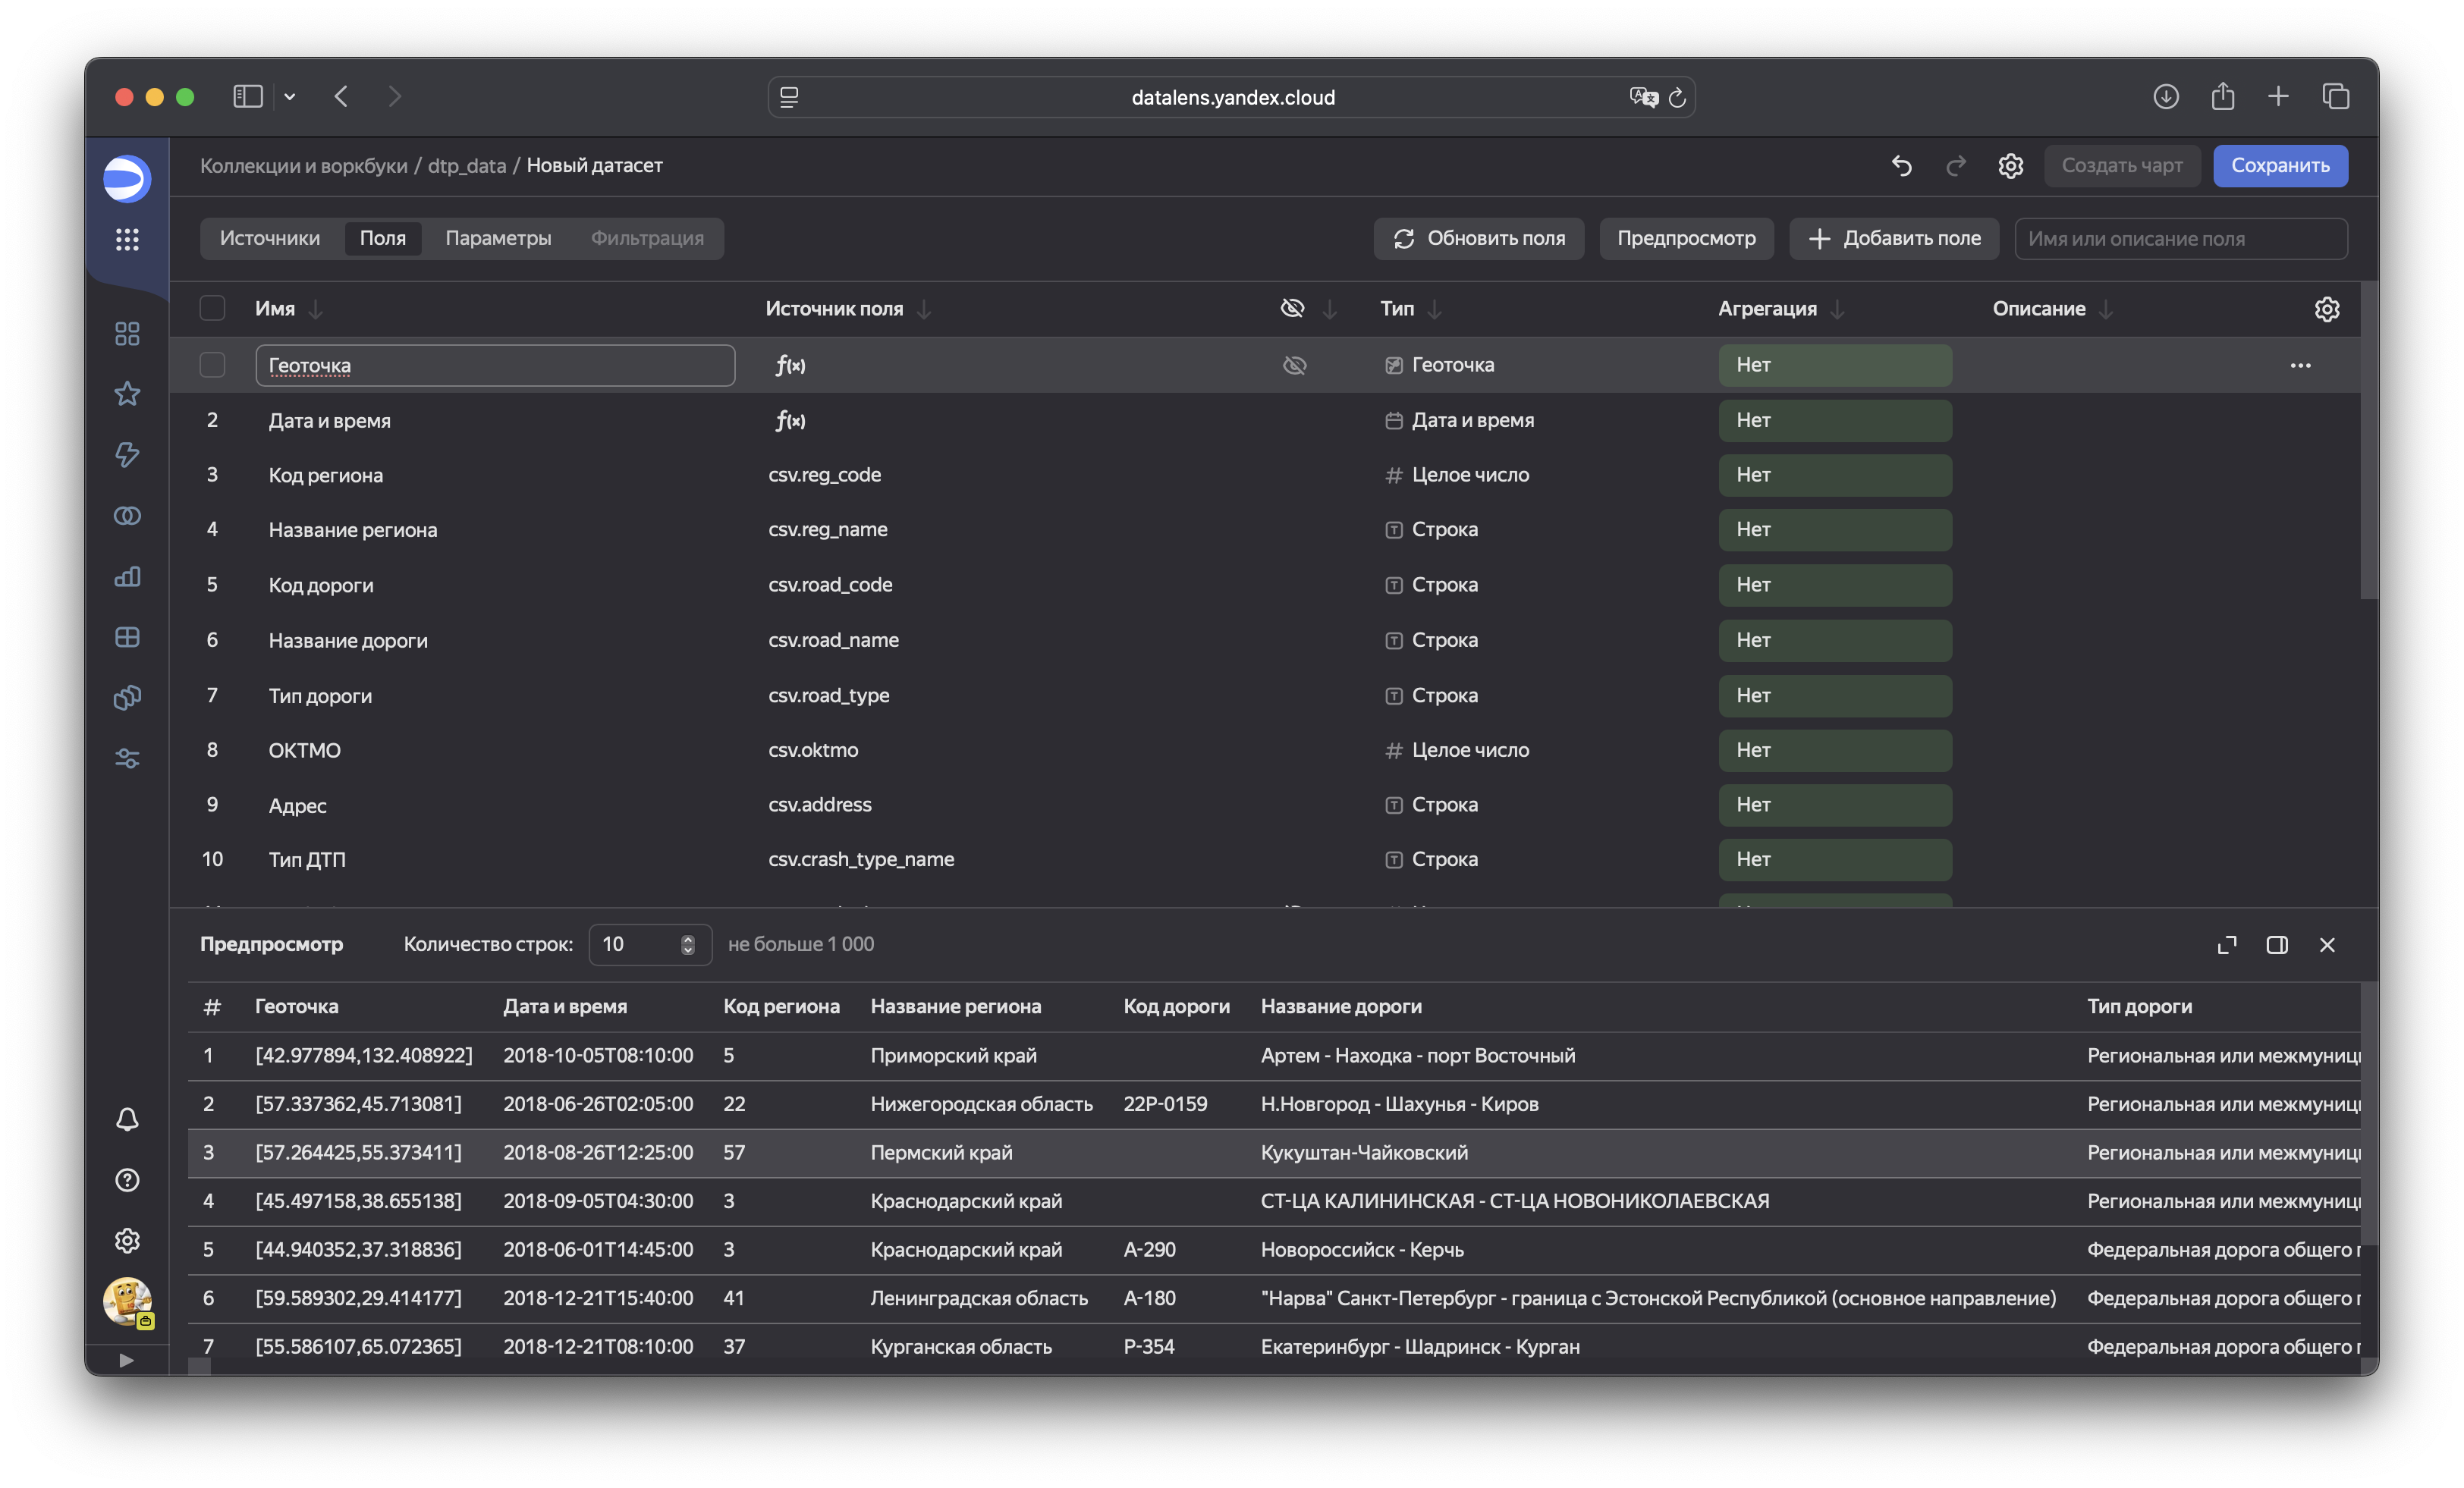 datalens.yandex.cloud
Коллекции и воркбуки / dtp_data / Новый датасет
Создать чарт
Сохранить
Источники Поля Параметры Фильтрация
Обновить поля
Предпросмотр
Добавить поле
Имя или описание поля
Имя Источник поля Тип Агрегация Описание
Геоточка f(x) Геоточка Нет
2 Дата и время f(x) Дата и время Нет
3 Код региона csv.reg_code Целое число Нет
4 Название региона csv.reg_name Строка Нет
5 Код дороги csv.road_code Строка Нет
6 Название дороги csv.road_name Строка Нет
7 Тип дороги csv.road_type Строка Нет
8 ОКТМО csv.oktmo Целое число Нет
9 Адрес csv.address Строка Нет
10 Тип ДТП csv.crash_type_name Строка Нет
Предпросмотр Количество строк: 10 не больше 1 000
# Геоточка Дата и время Код региона Название региона Код дороги Название дороги Тип дороги
1 [42.977894,132.408922] 2018-10-05T08:10:00 5 Приморский край Артем - Находка - порт Восточный Региональная или межмуниц
2 [57.337362,45.713081] 2018-06-26T02:05:00 22 Нижегородская область 22Р-0159 Н.Новгород - Шахунья - Киров Региональная или межмуниц
3 [57.264425,55.373411] 2018-08-26T12:25:00 57 Пермский край Кукуштан-Чайковский Региональная или межмуниц
4 [45.497158,38.655138] 2018-09-05T04:30:00 3 Краснодарский край СТ-ЦА КАЛИНИНСКАЯ - СТ-ЦА НОВОНИКОЛАЕВСКАЯ Региональная или межмуниц
5 [44.940352,37.318836] 2018-06-01T14:45:00 3 Краснодарский край А-290 Новороссийск - Керчь Федеральная дорога общего
6 [59.589302,29.414177] 2018-12-21T15:40:00 41 Ленинградская область А-180 "Нарва" Санкт-Петербург - граница с Эстонской Республикой (основное направление) Федеральная дорога общего
7 [55.586107,65.072365] 2018-12-21T08:10:00 37 Курганская область Р-354 Екатеринбург - Шадринск - Курган Федеральная дорога общего